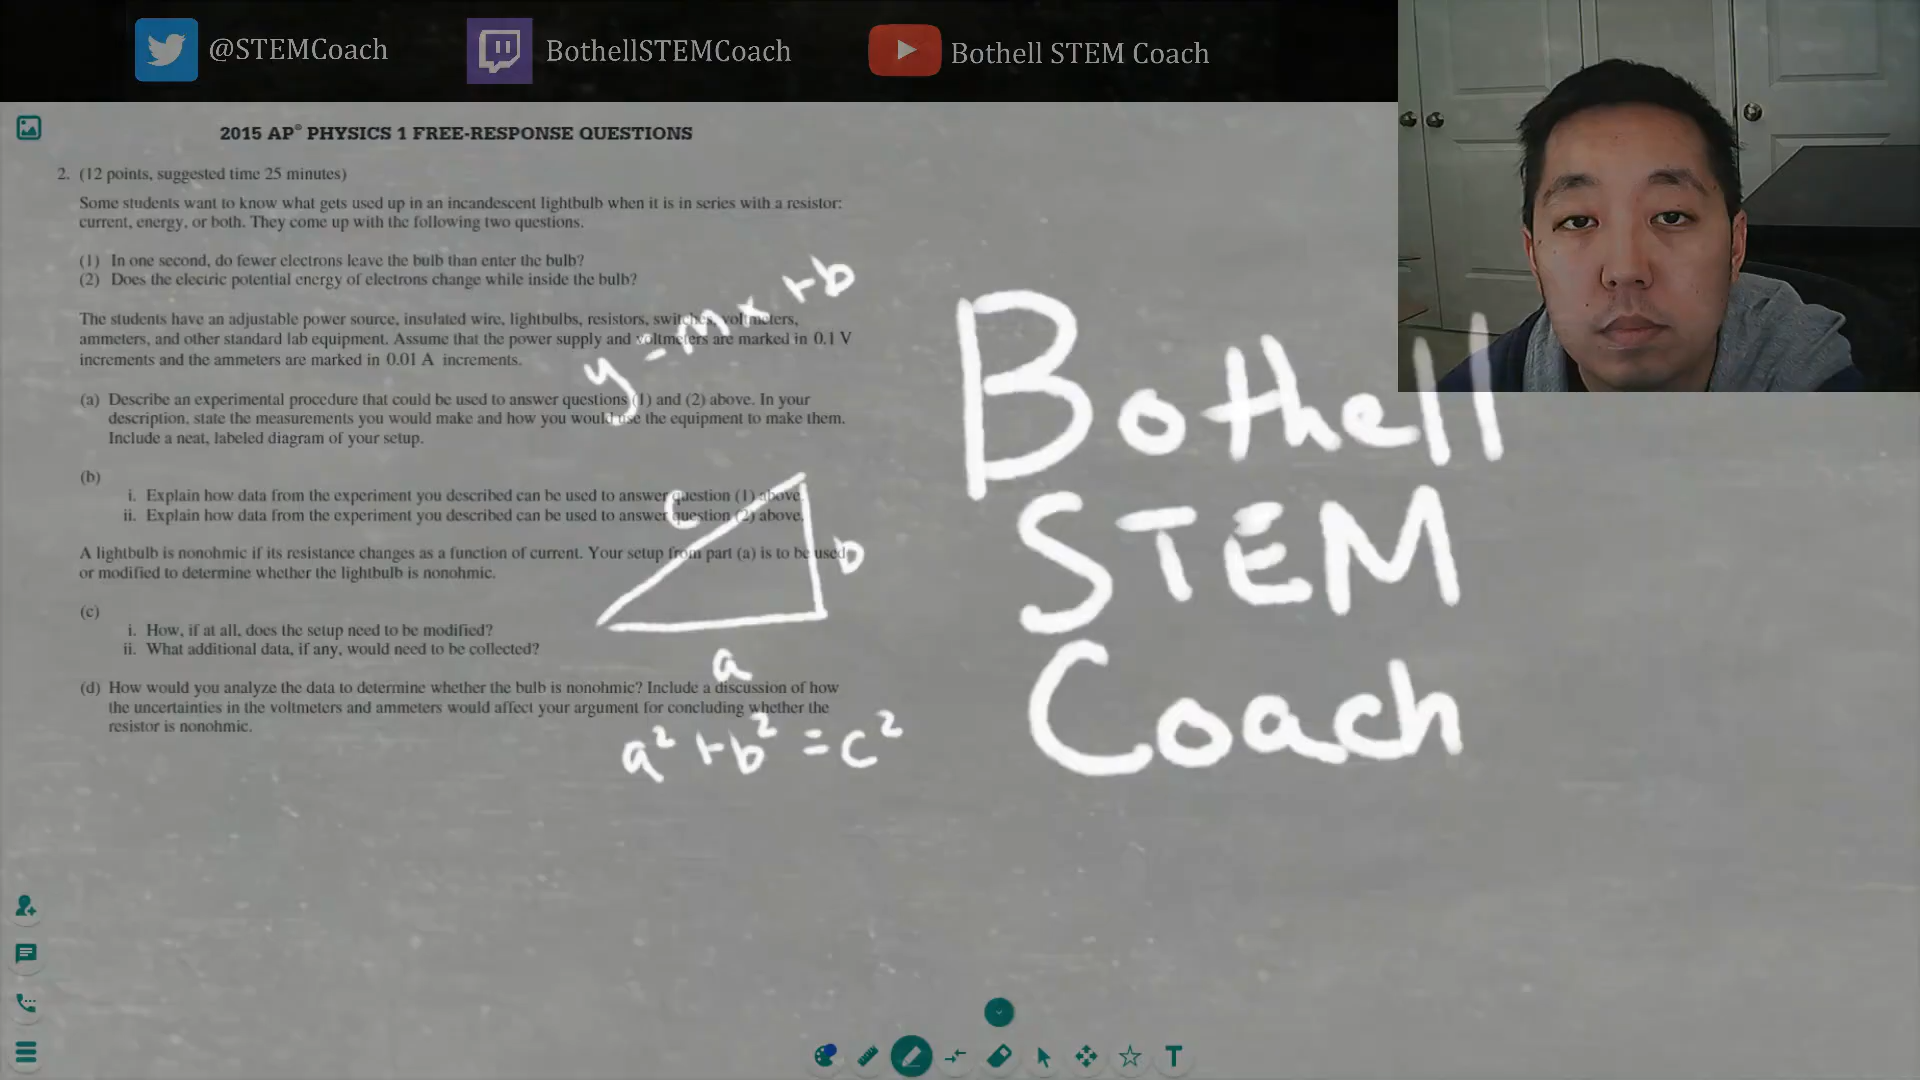 @STEMCoach
BothellSTEMCoach
Bothell STEM Coach
2015 AP® PHYSICS 1 FREE-RESPONSE QUESTIONS
2. (12 points, suggested time 25 minutes)
Some students want to know what gets used up in an incandescent lightbulb when it is in series with a resistor:
current, energy, or both. They come up with the following two questions.
(1) In one second, do fewer electrons leave the bulb than enter the bulb?
(2) Does the electric potential energy of electrons change while inside the bulb?
The students have an adjustable power source, insulated wire, lightbulbs, resistors, switches, voltmeters,
ammeters, and other standard lab equipment. Assume that the power supply and voltmeters are marked in 0.1 V
increments and the ammeters are marked in 0.01 A increments.
(a) Describe an experimental procedure that could be used to answer questions (1) and (2) above. In your
description, state the measurements you would make and how you would use the equipment to make them.
Include a neat, labeled diagram of your setup.
(b)
i. Explain how data from the experiment you described can be used to answer question (1) above.
ii. Explain how data from the experiment you described can be used to answer question (2) above.
A lightbulb is nonohmic if its resistance changes as a function of current. Your setup from part (a) is to be used
or modified to determine whether the lightbulb is nonohmic.
(c)
i. How, if at all, does the setup need to be modified?
ii. What additional data, if any, would need to be collected?
(d) How would you analyze the data to determine whether the bulb is nonohmic? Include a discussion of how
the uncertainties in the voltmeters and ammeters would affect your argument for concluding whether the
resistor is nonohmic.
y = mx + b
c
b
a
a² + b² = c²
Bothell
STEM
Coach
T